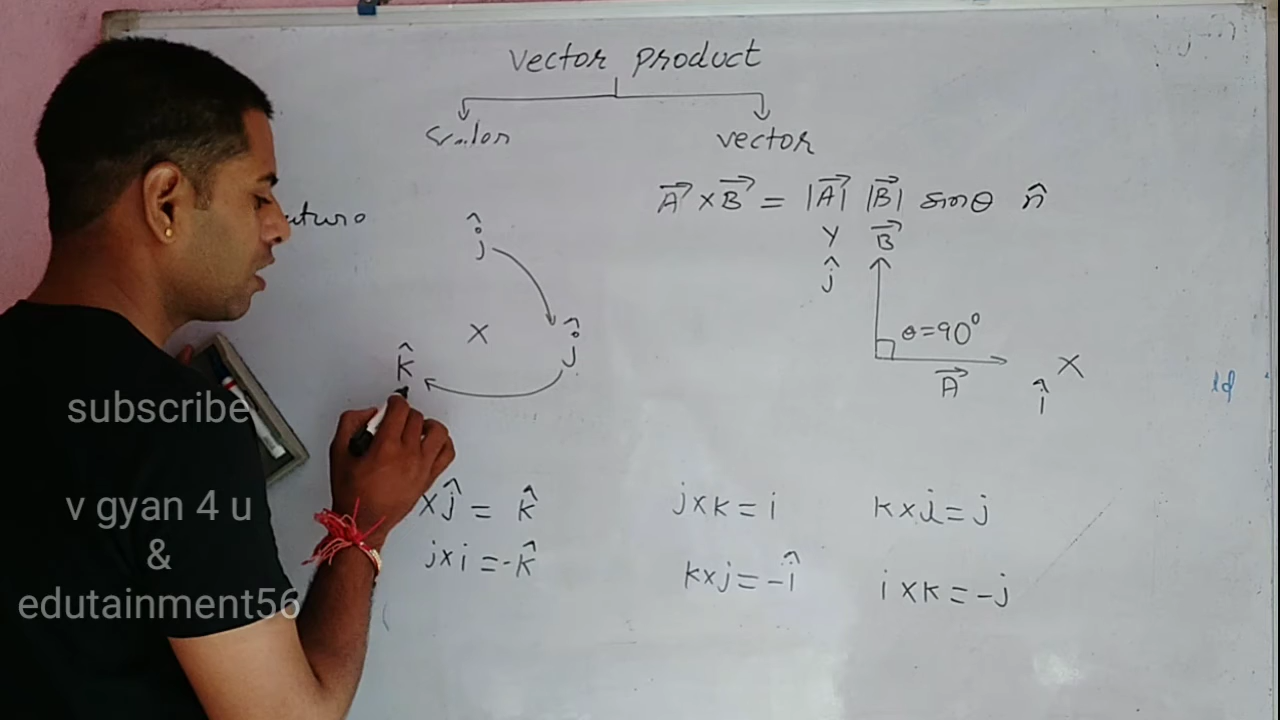 vector product
vector
A⃗ × B⃗ = |A⃗| |B⃗| sinθ n̂
Y B⃗
ĵ
ĵ
θ=90°
X
ĵ
k̂
A⃗
X
î
subscribe
v gyan 4 u
&
edutainment56
×ĵ = k̂
j×k = i
k×i = j
j×i = -k̂
k×j = -î
i×k = -j